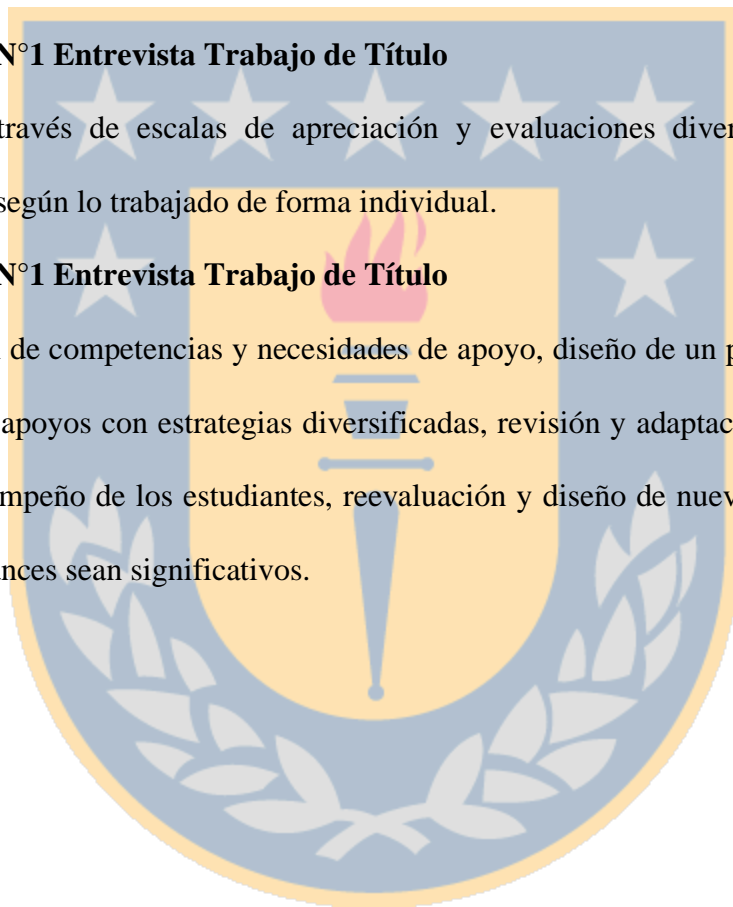 N°1 Entrevista Trabajo de Título
través de escalas de apreciación y evaluaciones diver
según lo trabajado de forma individual.
N°1 Entrevista Trabajo de Título
de competencias y necesidades de apoyo, diseño de un p
apoyos con estrategias diversificadas, revisión y adaptac
mpeño de los estudiantes, reevaluación y diseño de nuev
nces sean significativos.